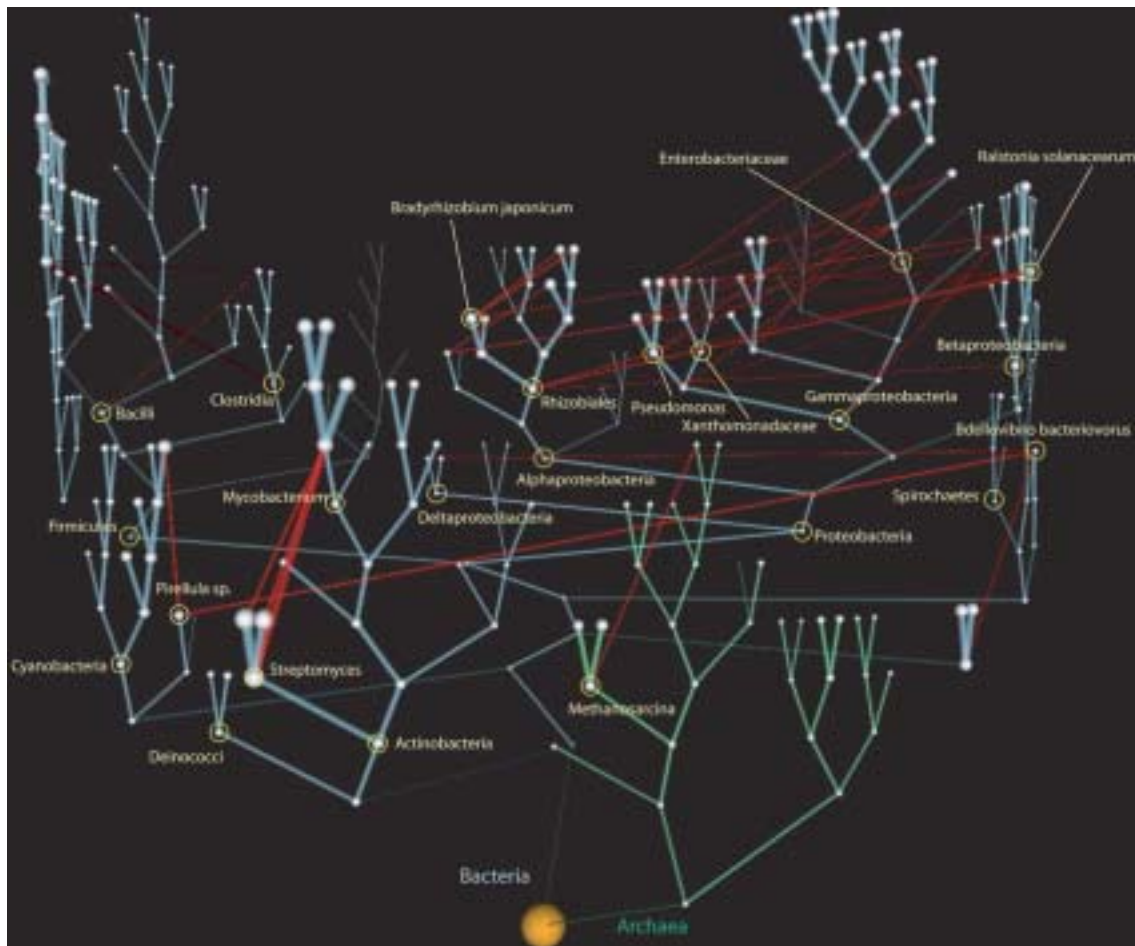 Enterobacteriaceae
Ralstonia solanacearum
Bradyrhizobium japonicum
Betaproteobacteria
Bacilli
Clostridia
Rhizobiales
Pseudomonas
Gammaproteobacteria
Xanthomonadaceae
Bdellovibrio bacteriovorus
Alphaproteobacteria
Mycobacterium
Deltaproteobacteria
Spirochaetes
Firmicutes
Proteobacteria
Pirellula sp.
Cyanobacteria
Streptomyces
Methanosarcina
Deinococci
Actinobacteria
Bacteria
Archaea